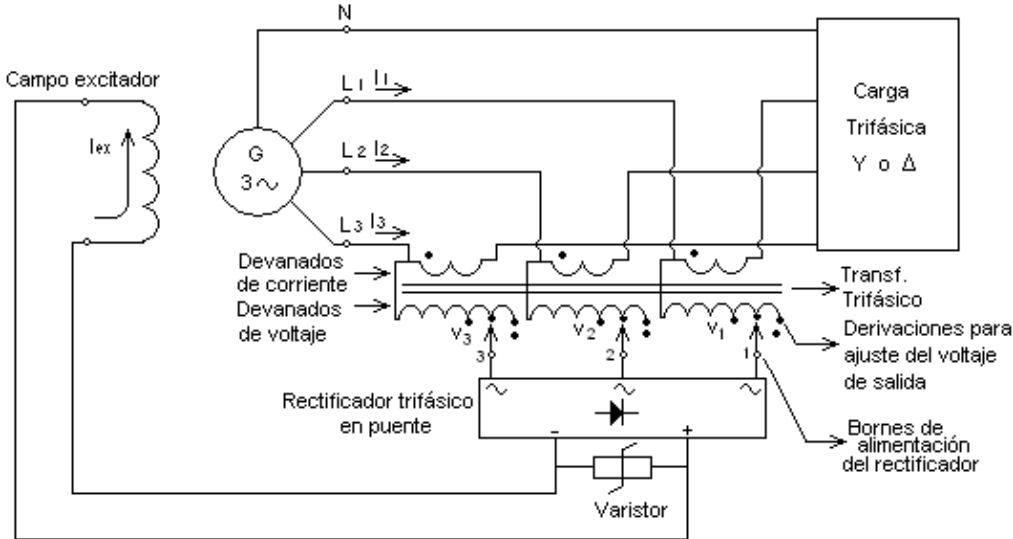 N
Campo excitador
Iex
L1 I1
L2 I2
L3 I3
G
3~
Carga
Trifásica
Y o Δ
Devanados
de corriente
Devanados
de voltaje
Transf.
Trifásico
Derivaciones para
ajuste del voltaje
de salida
V3
V2
V1
3
2
1
~ ~ ~
Rectificador trifásico
en puente
- +
Bornes de
alimentación
del rectificador
Varistor